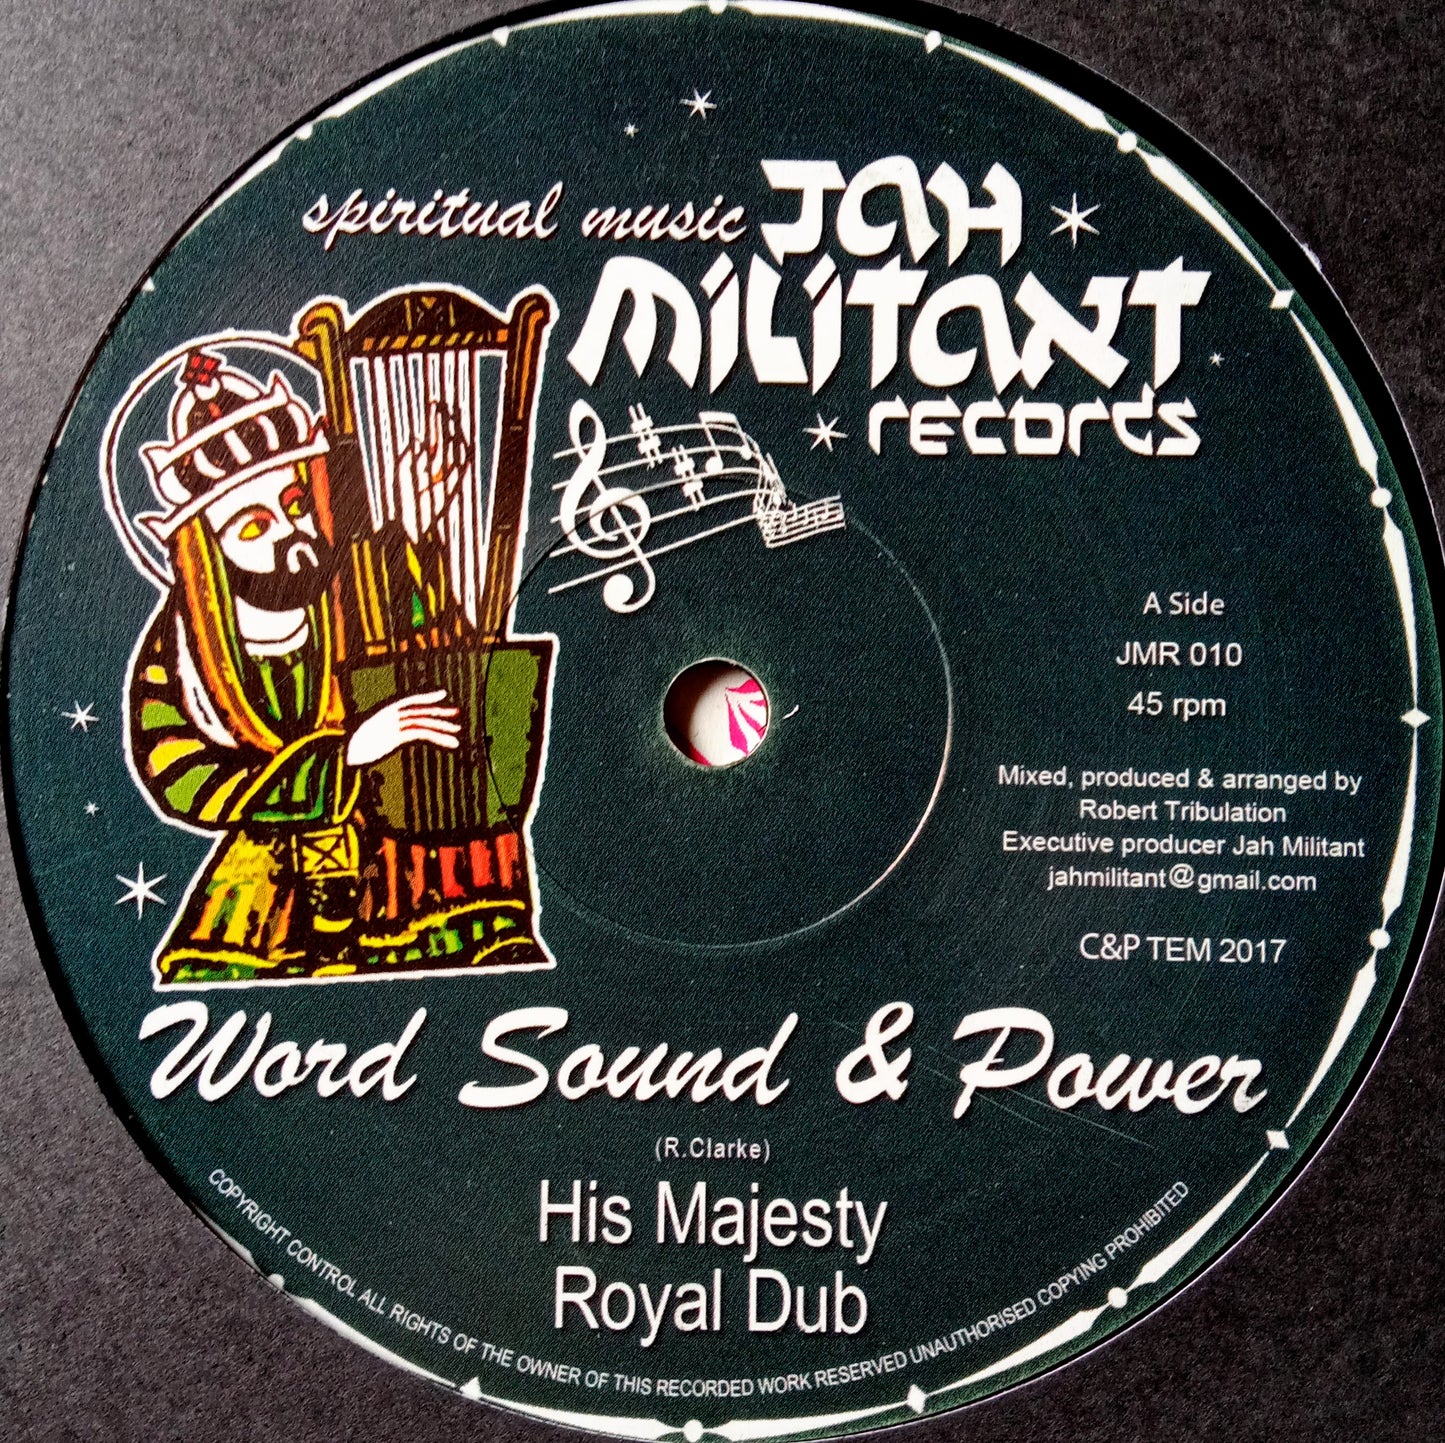 spiritual music
JAH
MILITANT
records
A Side
JMR 010
45 rpm
Mixed, produced & arranged by
Robert Tribulation
Executive producer Jah Militant
jahmilitant@gmail.com
C&P TEM 2017
Word Sound & Power
(R.Clarke)
His Majesty
Royal Dub
COPYRIGHT CONTROL ALL RIGHTS OF THE OWNER OF THIS RECORDED WORK RESERVED UNAUTHORISED COPYING PROHIBITED